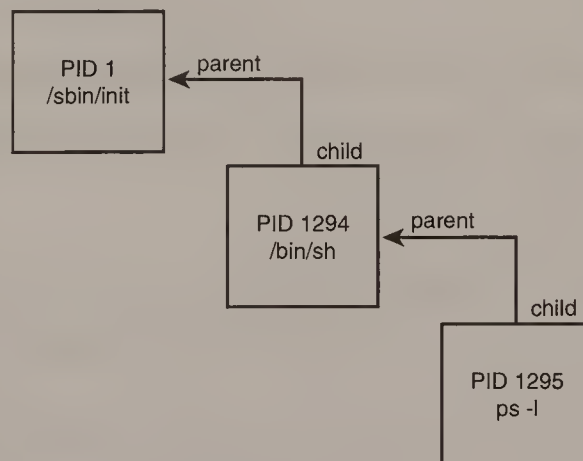 PID 1
/sbin/init
parent
child
PID 1294
/bin/sh
parent
child
PID 1295
ps -l